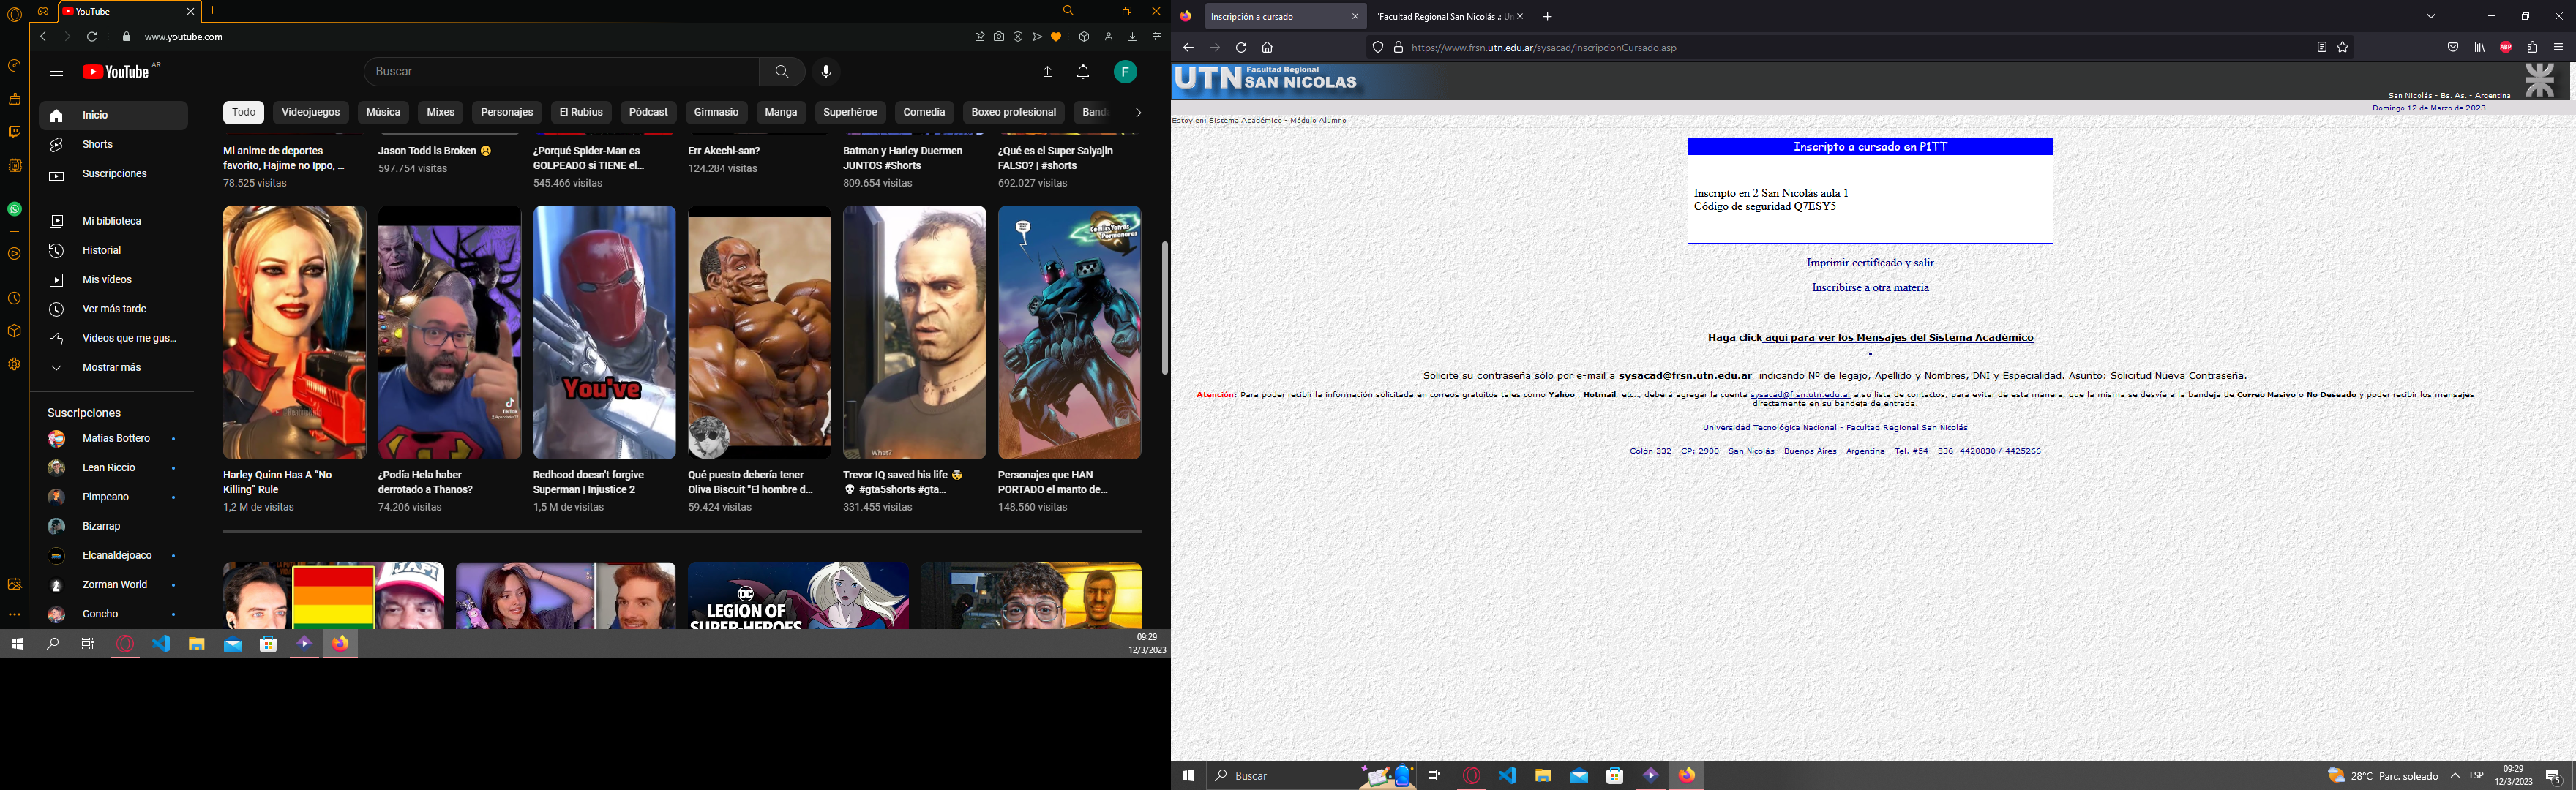 YouTube
www.youtube.com
YouTube AR
Buscar
F
Inicio
Shorts
Suscripciones
Mi biblioteca
Historial
Mis vídeos
Ver más tarde
Vídeos que me gus...
Mostrar más
Suscripciones
Matias Bottero
Lean Riccio
Pimpeano
Bizarrap
Elcanaldejoaco
Zorman World
Goncho
Todo
Videojuegos
Música
Mixes
Personajes
El Rubius
Pódcast
Gimnasio
Manga
Superhéroe
Comedia
Boxeo profesional
Band
Mi anime de deportes
favorito, Hajime no Ippo, ...
78.525 visitas
Jason Todd is Broken ☹️
597.754 visitas
¿Porqué Spider-Man es
GOLPEADO si TIENE el...
545.466 visitas
Err Akechi-san?
124.284 visitas
Batman y Harley Duermen
JUNTOS #Shorts
809.654 visitas
¿Qué es el Super Saiyajin
FALSO? | #shorts
692.027 visitas
TikTok
You've
What?
Harley Quinn Has A "No
Killing" Rule
1,2 M de visitas
¿Podía Hela haber
derrotado a Thanos?
74.206 visitas
Redhood doesn't forgive
Superman | Injustice 2
1,5 M de visitas
Qué puesto debería tener
Oliva Biscuit "El hombre d...
59.424 visitas
Trevor IQ saved his life 🤯
💀 #gta5shorts #gta...
331.455 visitas
Personajes que HAN
PORTADO el manto de...
148.560 visitas
DC
LEGION OF
SUPER-HEROES
09:29
12/3/2023
Inscripción a cursado
"Facultad Regional San Nicolás .: Un
https://www.frsn.utn.edu.ar/sysacad/inscripcionCursado.asp
ABP
UTN Facultad Regional
SAN NICOLAS
San Nicolás - Bs. As. - Argentina
Domingo 12 de Marzo de 2023
Estoy en: Sistema Académico - Módulo Alumno
Inscripto a cursado en P1TT
Inscripto en 2 San Nicolás aula 1
Código de seguridad Q7ESY5
Imprimir certificado y salir
Inscribirse a otra materia
Haga click aquí para ver los Mensajes del Sistema Académico
Solicite su contraseña sólo por e-mail a sysacad@frsn.utn.edu.ar indicando Nº de legajo, Apellido y Nombres, DNI y Especialidad. Asunto: Solicitud Nueva Contraseña.
Atención: Para poder recibir la información solicitada en correos gratuitos tales como Yahoo , Hotmail, etc.., deberá agregar la cuenta sysacad@frsn.utn.edu.ar a su lista de contactos, para evitar de esta manera, que la misma se desvíe a la bandeja de Correo Masivo o No Deseado y poder recibir los mensajes
directamente en su bandeja de entrada.
Universidad Tecnológica Nacional - Facultad Regional San Nicolás
Colón 332 - CP: 2900 - San Nicolás - Buenos Aires - Argentina - Tel. #54 - 336- 4420830 / 4425266
Buscar
28°C Parc. soleado
ESP
09:29
12/3/2023
5